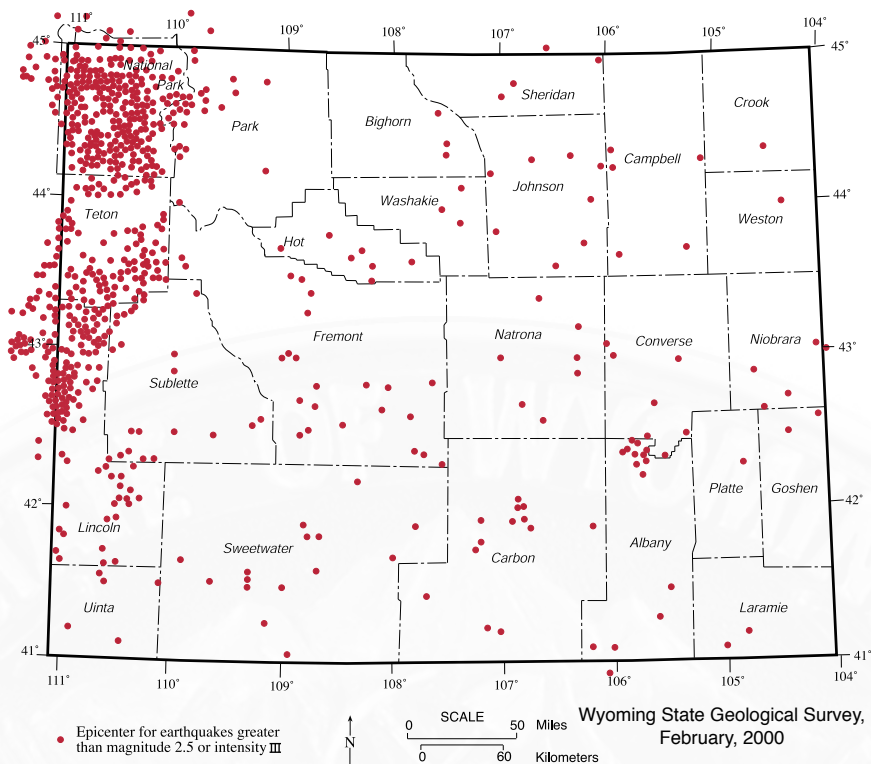 111° 110° 109° 108° 107° 106° 105° 104°
45° 45°
National
Park
Park
Bighorn
Sheridan
Campbell
Crook
44° 44°
Teton
Washakie
Johnson
Weston
Hot
43° 43°
Sublette
Fremont
Natrona
Converse
Niobrara
42° 42°
Lincoln
Sweetwater
Carbon
Albany
Platte
Goshen
Uinta
Laramie
41° 41°
111° 110° 109° 108° 107° 106° 105° 104°
Epicenter for earthquakes greater
than magnitude 2.5 or intensity III
N
SCALE
0 50 Miles
0 60 Kilometers
Wyoming State Geological Survey,
February, 2000